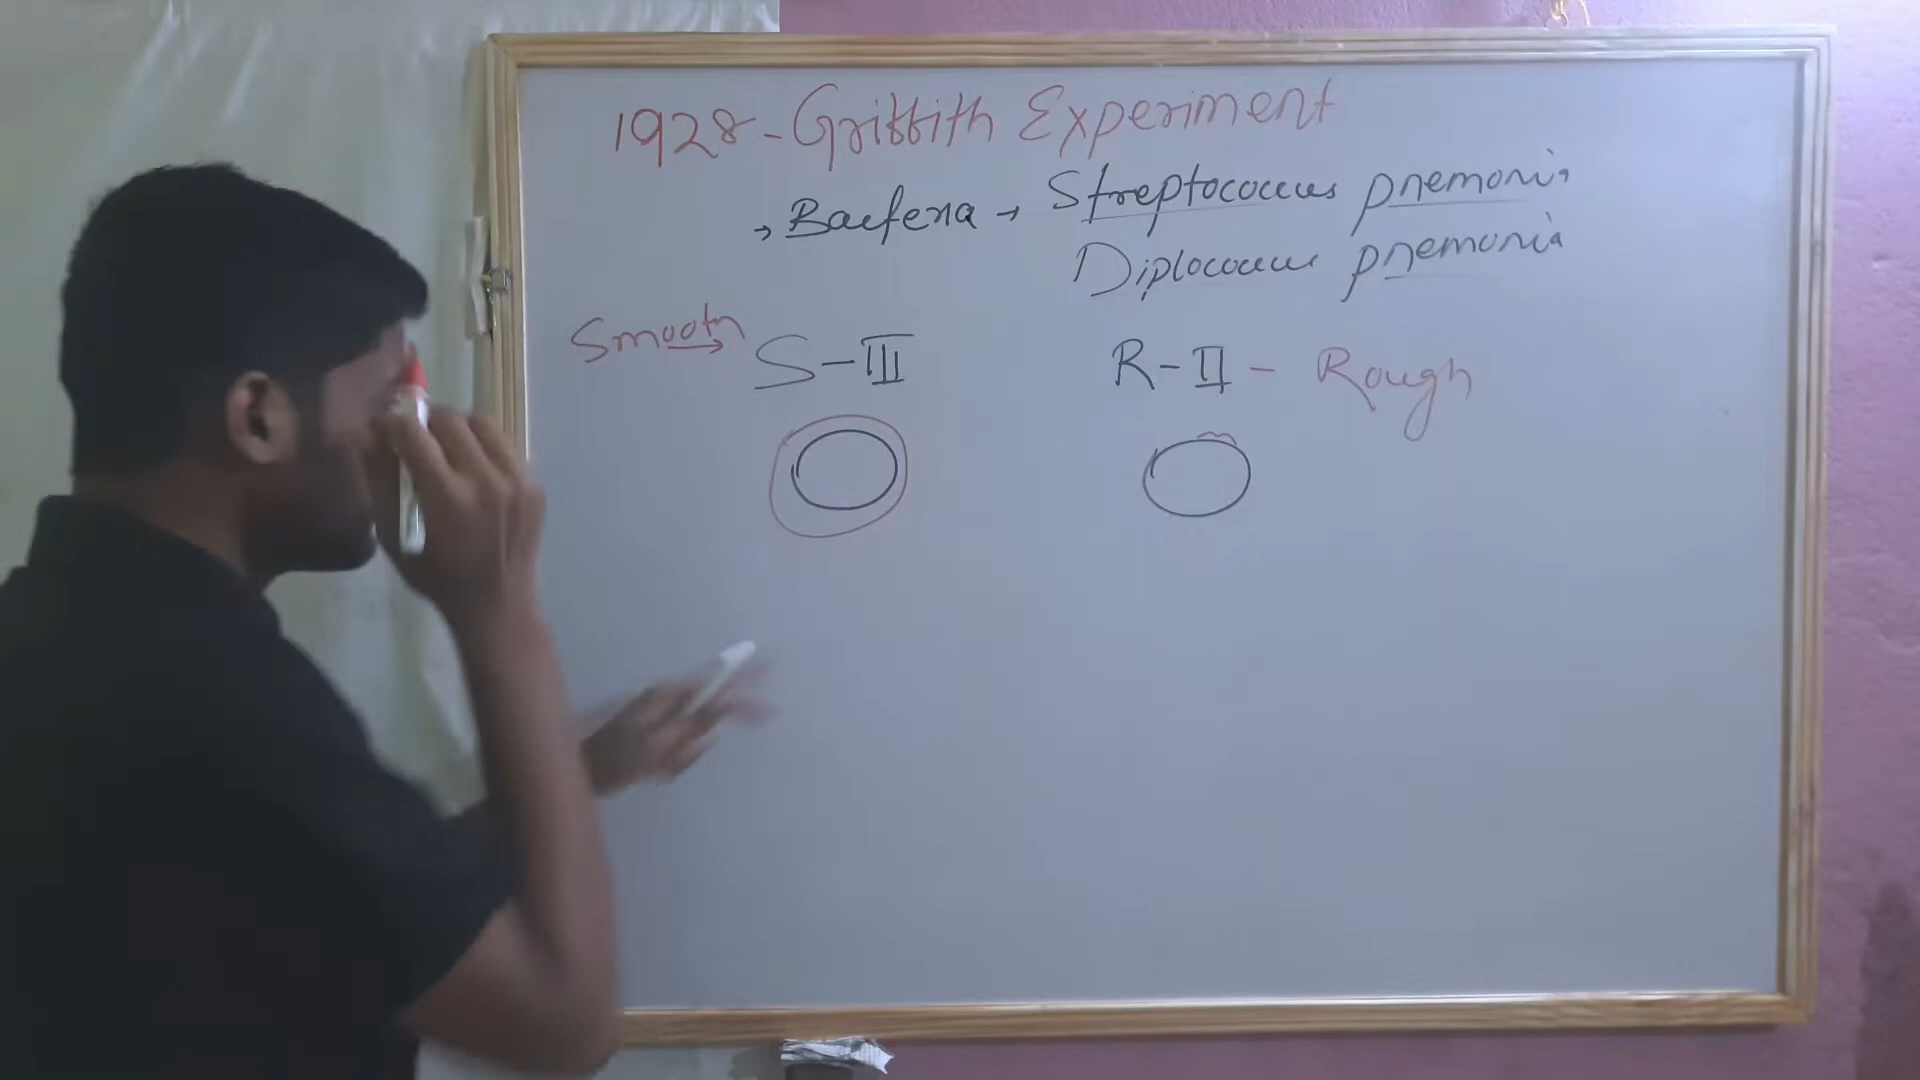 1928 - Griffith Experiment
→ Bacteria → Streptococcus pnemonia
Diplococcus pnemonia
Smooth → S - III
R - II - Rough